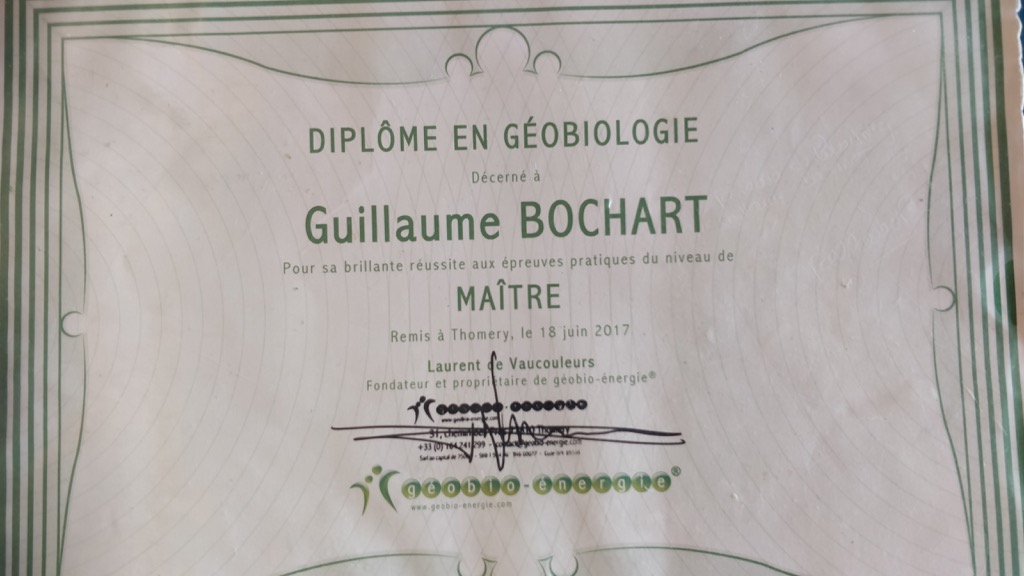 DIPLÔME EN GÉOBIOLOGIE
Décerné à
Guillaume BOCHART
Pour sa brillante réussite aux épreuves pratiques du niveau de
MAÎTRE
Remis à Thomery, le 18 juin 2017
Laurent de Vaucouleurs
Fondateur et propriétaire de géobio-énergie®
géobio-énergie®
www.geobio-energie.com